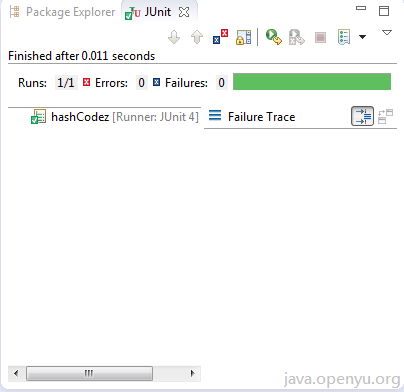 Package Explorer JUnit
Finished after 0.011 seconds
Runs: 1/1 Errors: 0 Failures: 0
hashCodez [Runner: JUnit 4] Failure Trace
java.openyu.org